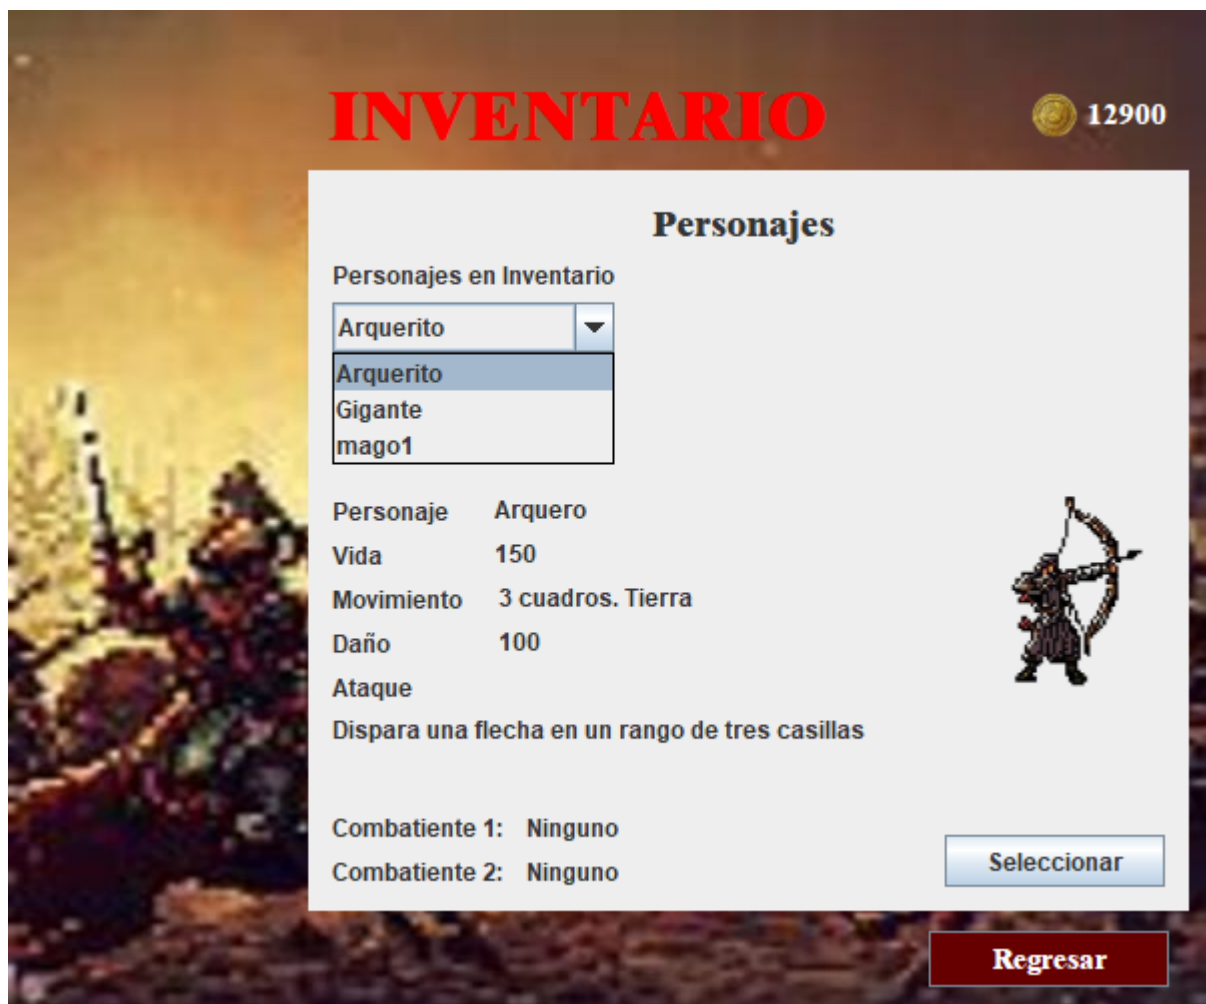 INVENTARIO
12900
Personajes
Personajes en Inventario
Arquerito
Arquerito
Gigante
mago1
Personaje Arquero
Vida 150
Movimiento 3 cuadros. Tierra
Daño 100
Ataque
Dispara una flecha en un rango de tres casillas
Combatiente 1: Ninguno
Combatiente 2: Ninguno
Seleccionar
Regresar